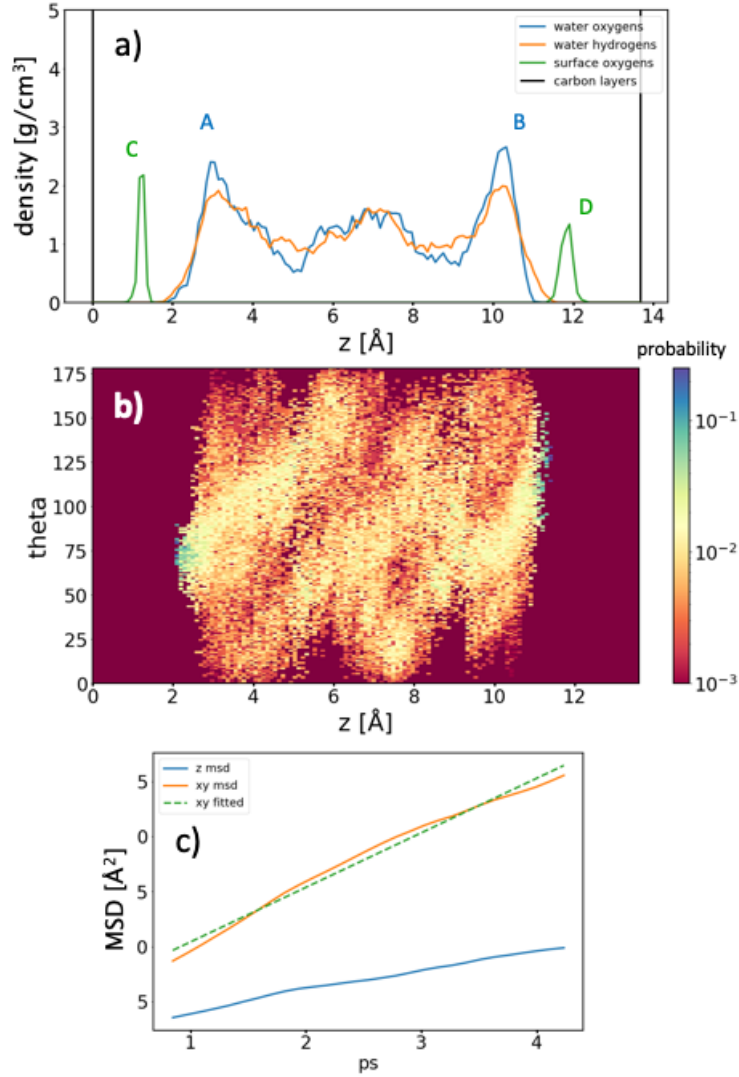 5
a)
water oxygens
water hydrogens
surface oxygens
carbon layers
4
density [g/cm³]
3
A
B
C
2
D
1
0
0 2 4 6 8 10 12 14
z [Å]
probability
175
b)
150
10⁻¹
125
theta
100
75
10⁻²
50
25
0
10⁻³
0 2 4 6 8 10 12
z [Å]
z msd
xy msd
xy fitted
5
0
c)
MSD [Å²]
5
0
5
1 2 3 4
ps